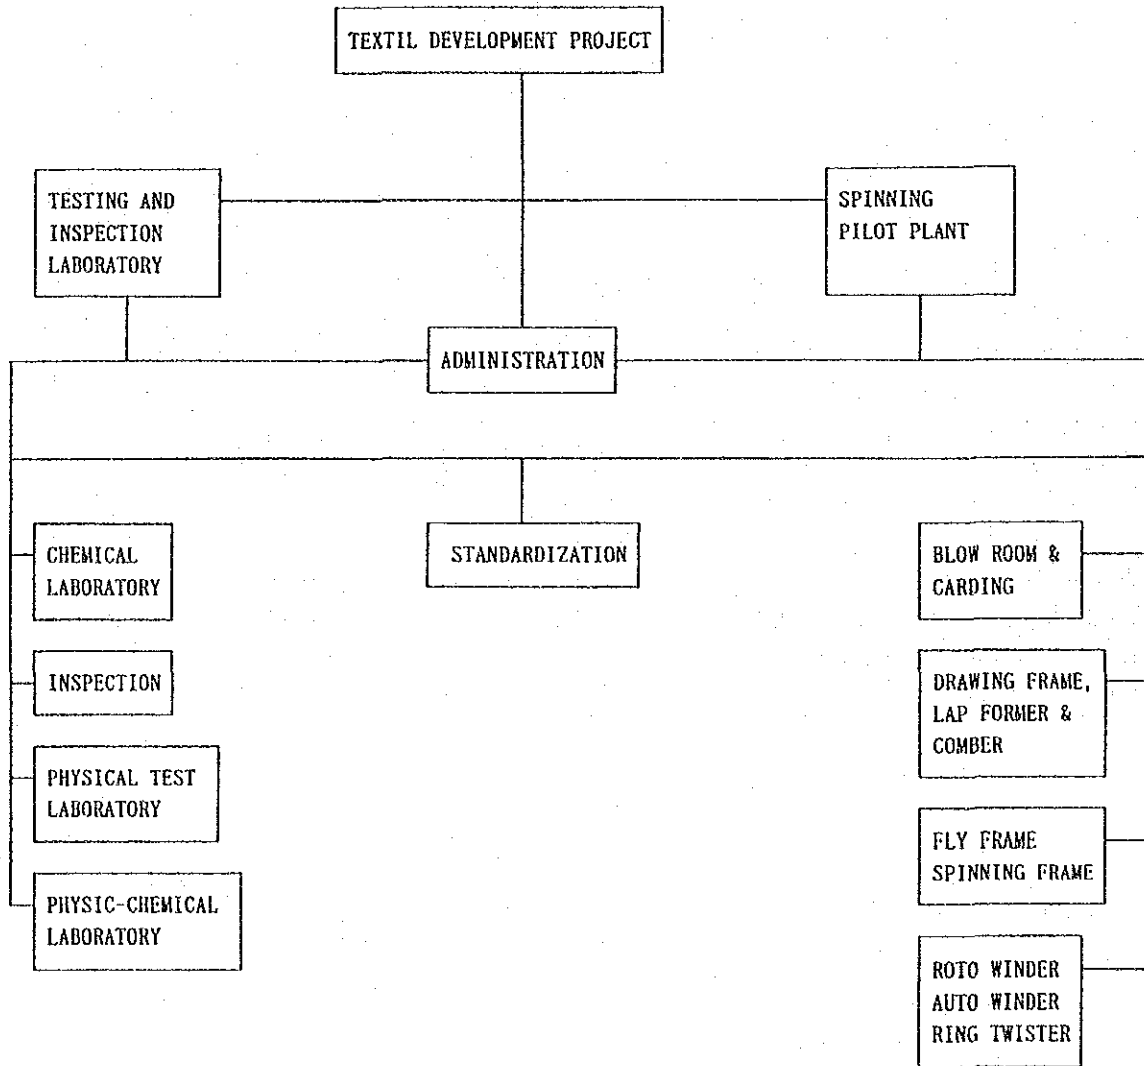 TEXTIL DEVELOPMENT PROJECT
TESTING AND
INSPECTION
LABORATORY
SPINNING
PILOT PLANT
ADMINISTRATION
STANDARDIZATION
CHEMICAL
LABORATORY
INSPECTION
PHYSICAL TEST
LABORATORY
PHYSIC-CHEMICAL
LABORATORY
BLOW ROOM &
CARDING
DRAWING FRAME,
LAP FORMER &
COMBER
FLY FRAME
SPINNING FRAME
ROTO WINDER
AUTO WINDER
RING TWISTER